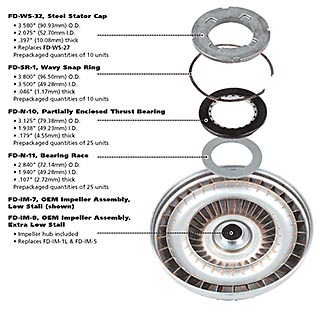 FD-WS-32, Steel Stator Cap
• 3.580" (90.93mm) O.D.
• 2.075" (52.70mm) I.D.
• .397" (10.08mm) thick
• Replaces FD-WS-27
Prepackaged quantities of 10 units
FD-SR-1, Wavy Snap Ring
• 3.800" (96.50mm) O.D.
• 3.500" (49.28mm) I.D.
• .046" (1.17mm) thick
Prepackaged quantities of 10 units
FD-N-10, Partially Enclosed Thrust Bearing
• 3.125" (79.38mm) O.D.
• 1.938" (49.23mm) I.D.
• .179" (4.55mm) thick
Prepackaged quantities of 25 units
FD-N-11, Bearing Race
• 2.840" (72.14mm) O.D.
• 1.940" (49.28mm) I.D.
• .107" (2.72mm) thick
Prepackaged quantities of 25 units
FD-IM-7, OEM Impeller Assembly,
Low Stall (shown)
FD-IM-8, OEM Impeller Assembly,
Extra Low Stall
• Impeller hub included
• Replaces FD-IM-1L & FD-IM-5